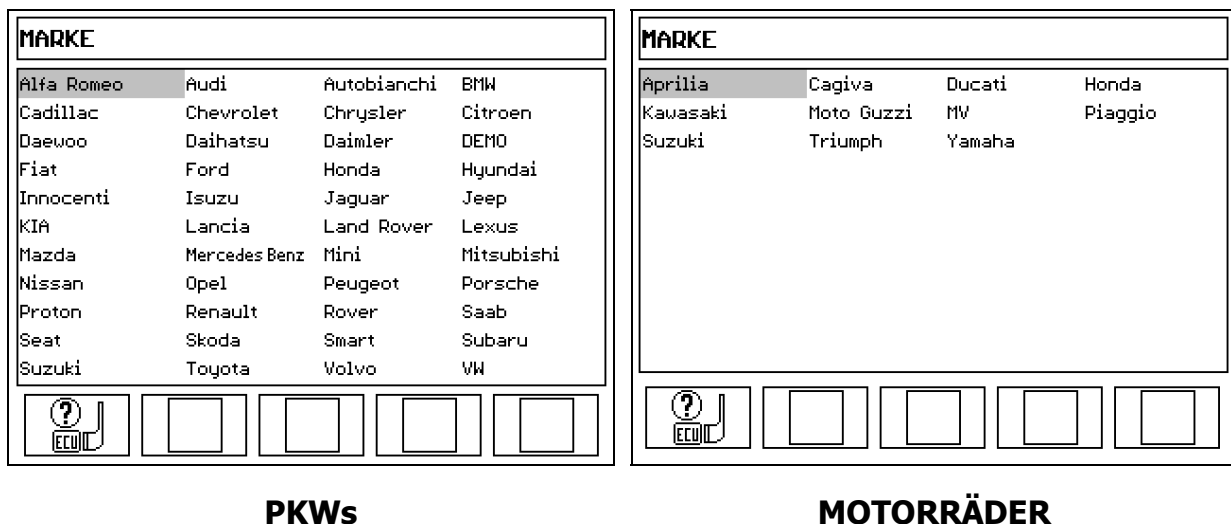 MARKE
Alfa Romeo Audi Autobianchi BMW
Cadillac Chevrolet Chrysler Citroen
Daewoo Daihatsu Daimler DEMO
Fiat Ford Honda Hyundai
Innocenti Isuzu Jaguar Jeep
KIA Lancia Land Rover Lexus
Mazda Mercedes Benz Mini Mitsubishi
Nissan Opel Peugeot Porsche
Proton Renault Rover Saab
Seat Skoda Smart Subaru
Suzuki Toyota Volvo VW
?
ECU
PKWs
MARKE
Aprilia Cagiva Ducati Honda
Kawasaki Moto Guzzi MV Piaggio
Suzuki Triumph Yamaha
?
ECU
MOTORRÄDER